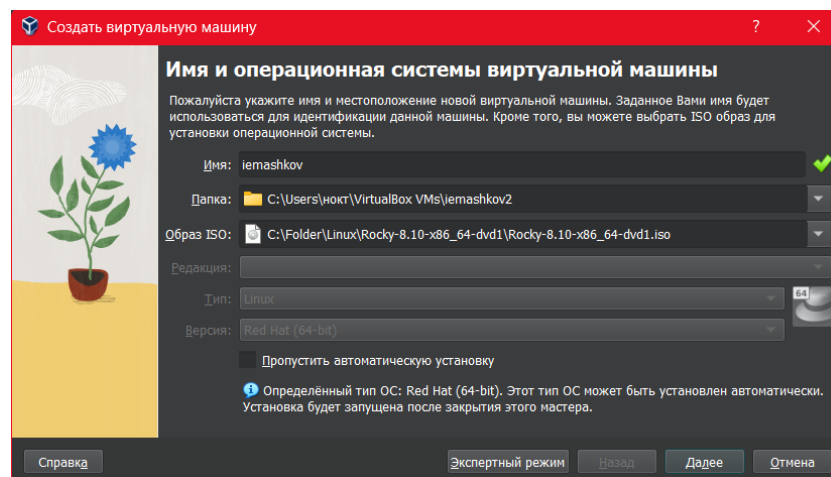 Создать виртуальную машину
?
Имя и операционная системы виртуальной машины
Пожалуйста укажите имя и местоположение новой виртуальной машины. Заданное Вами имя будет
использоваться для идентификации данной машины. Кроме того, вы можете выбрать ISO образ для
установки операционной системы.
Имя: iemashkov
Папка: C:\Users\нокт\VirtualBox VMs\iemashkov2
Образ ISO: C:\Folder\Linux\Rocky-8.10-x86_64-dvd1\Rocky-8.10-x86_64-dvd1.iso
Редакция:
Тип: Linux
64
Версия: Red Hat (64-bit)
Пропустить автоматическую установку
Определённый тип ОС: Red Hat (64-bit). Этот тип ОС может быть установлен автоматически.
Установка будет запущена после закрытия этого мастера.
Справка Экспертный режим Назад Далее Отмена